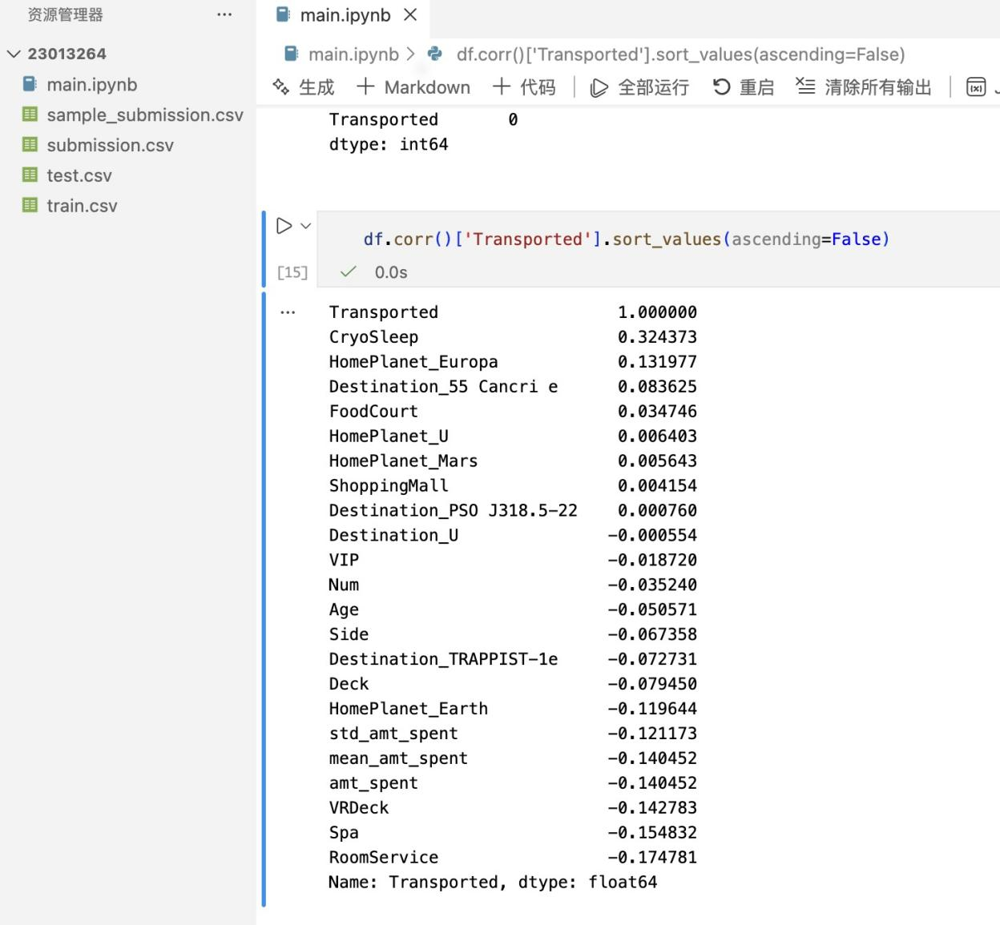 资源管理器
...
23013264
main.ipynb
sample_submission.csv
submission.csv
test.csv
train.csv
main.ipynb
main.ipynb > df.corr()['Transported'].sort_values(ascending=False)
生成 + Markdown + 代码 全部运行 重启 清除所有输出
Transported 0
dtype: int64
df.corr()['Transported'].sort_values(ascending=False)
[15] 0.0s
...
Transported 1.000000
CryoSleep 0.324373
HomePlanet_Europa 0.131977
Destination_55 Cancri e 0.083625
FoodCourt 0.034746
HomePlanet_U 0.006403
HomePlanet_Mars 0.005643
ShoppingMall 0.004154
Destination_PSO J318.5-22 0.000760
Destination_U -0.000554
VIP -0.018720
Num -0.035240
Age -0.050571
Side -0.067358
Destination_TRAPPIST-1e -0.072731
Deck -0.079450
HomePlanet_Earth -0.119644
std_amt_spent -0.121173
mean_amt_spent -0.140452
amt_spent -0.140452
VRDeck -0.142783
Spa -0.154832
RoomService -0.174781
Name: Transported, dtype: float64